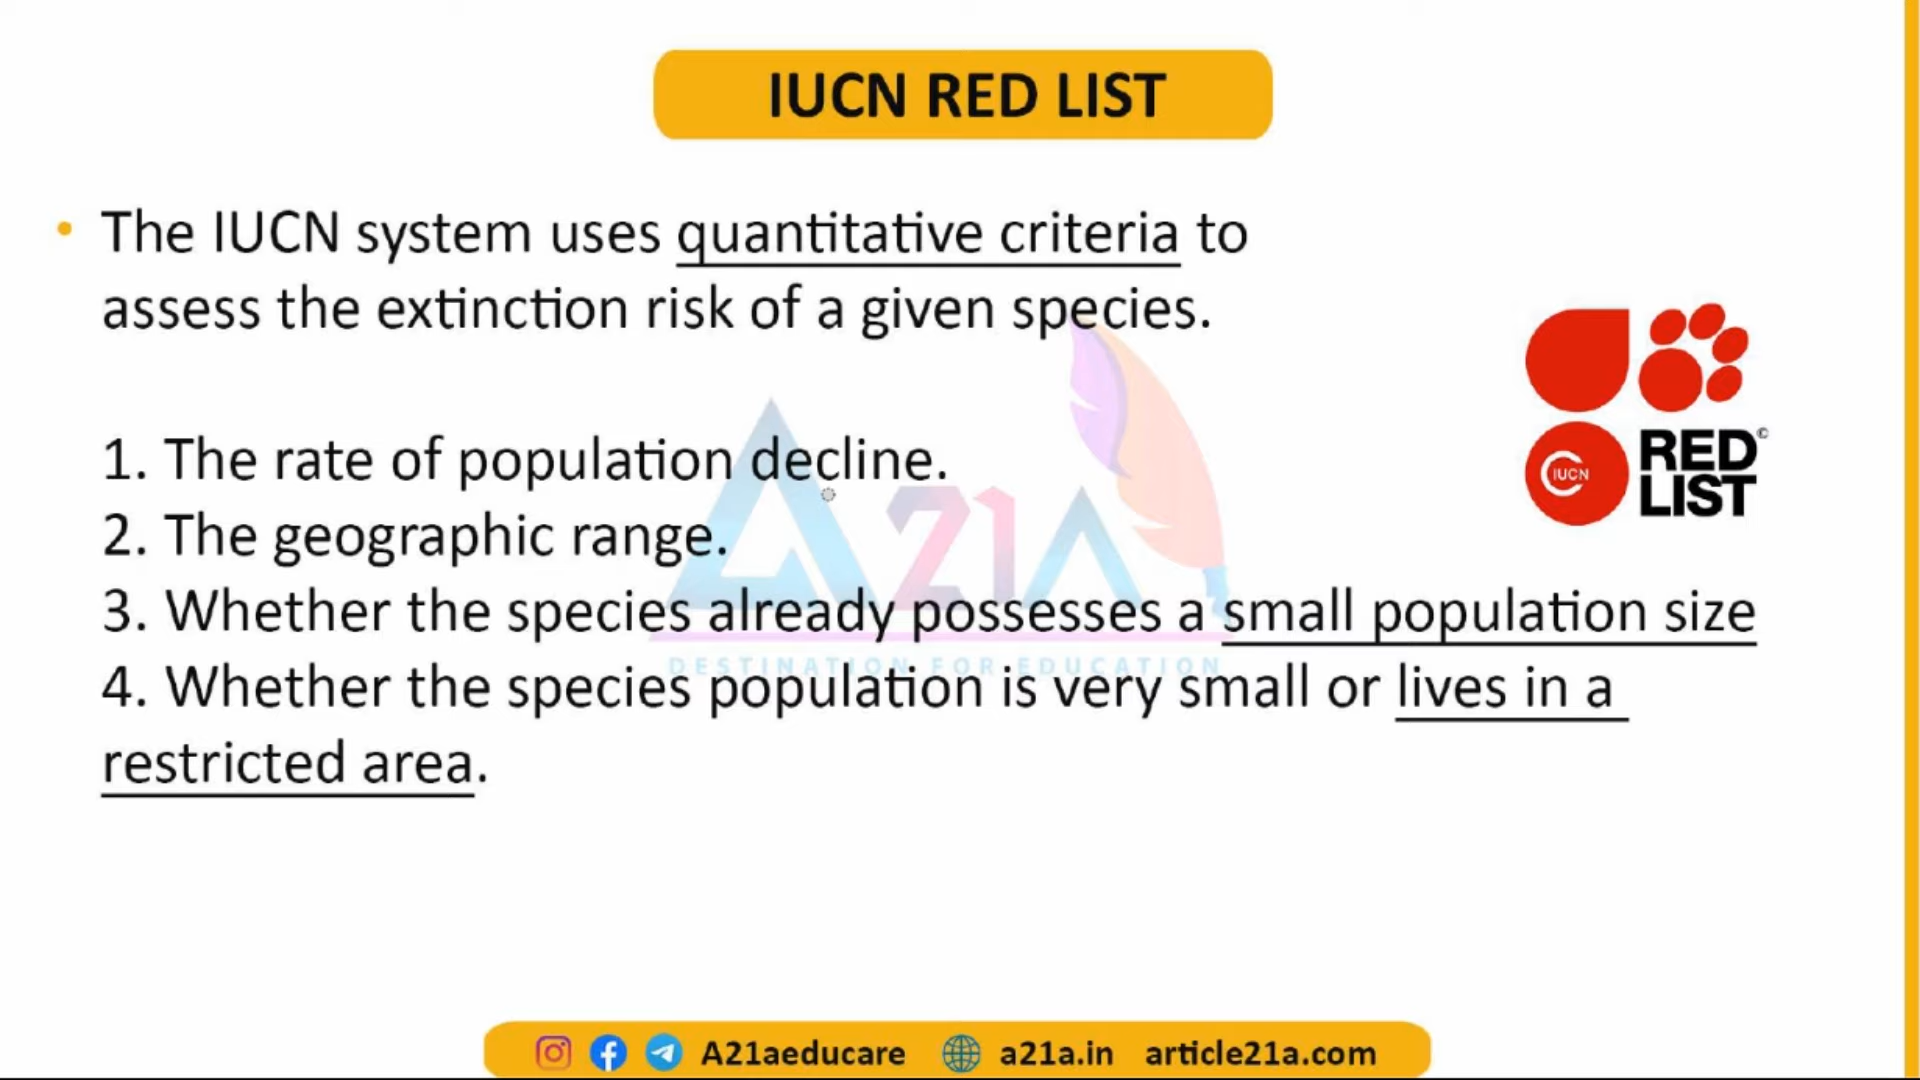 IUCN RED LIST
• The IUCN system uses quantitative criteria to
assess the extinction risk of a given species.
1. The rate of population decline.
2. The geographic range.
3. Whether the species already possesses a small population size
4. Whether the species population is very small or lives in a
restricted area.
IUCN
RED©
LIST
A21A
DESTINATION FOR EDUCATION
A21aeducare a21a.in article21a.com